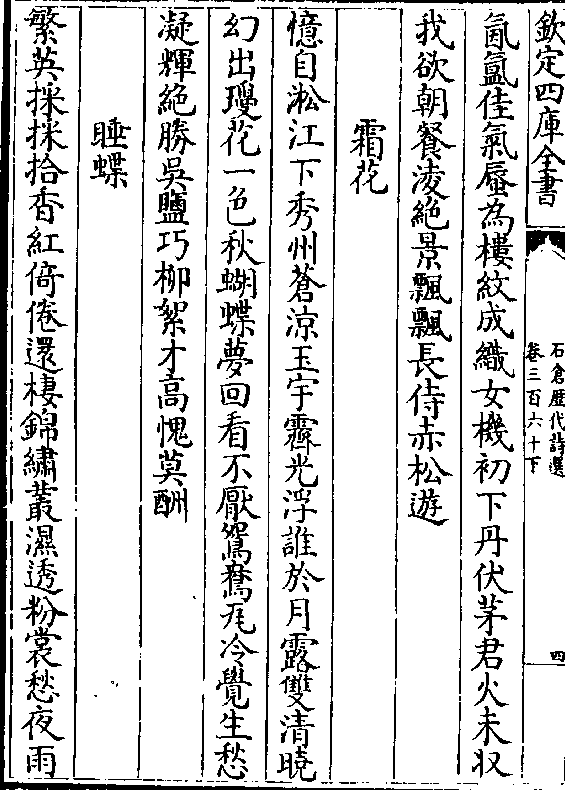 欽定四庫全書
石倉歴代詩選
卷三百六十下
四
氤氲佳氣蜃為樓紋成織女機初下丹伏茅君火未収
我欲朝餐淩絶景飄飄長侍赤松遊
霜花
憶自淞江下秀州蒼涼玉宇霽光浮誰於月露雙清曉
幻出瓊花一色秋蝴蝶夢回看不厭鴛鴦瓦冷覺生愁
凝輝絶勝吳鹽巧柳絮才高愧莫酬
睡蝶
繁英採採拾香紅倚倦還棲錦繡叢濕透粉裳愁夜雨